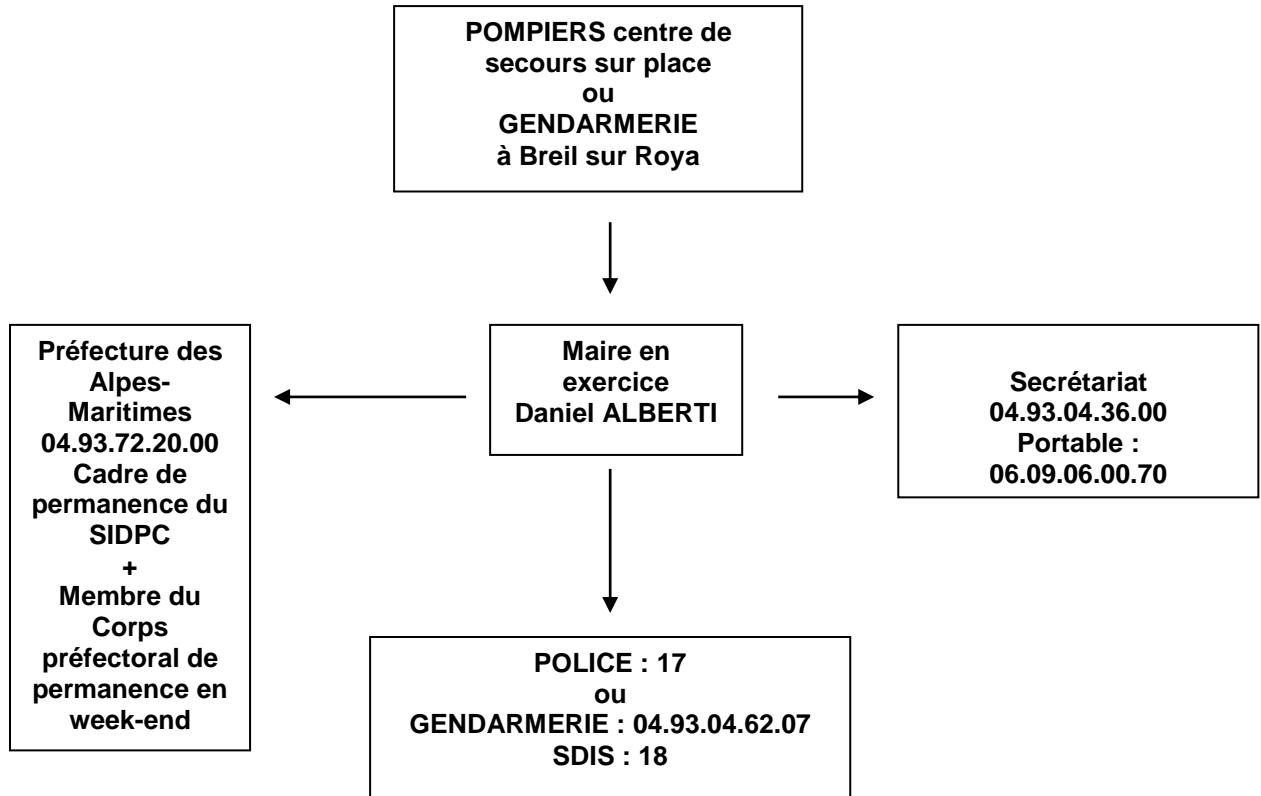 POMPIERS centre de
secours sur place
ou
GENDARMERIE
à Breil sur Roya
Préfecture des
Alpes-
Maritimes
04.93.72.20.00
Cadre de
permanence du
SIDPC
+
Membre du
Corps
préfectoral de
permanence en
week-end
Maire en
exercice
Daniel ALBERTI
Secrétariat
04.93.04.36.00
Portable :
06.09.06.00.70
POLICE : 17
ou
GENDARMERIE : 04.93.04.62.07
SDIS : 18